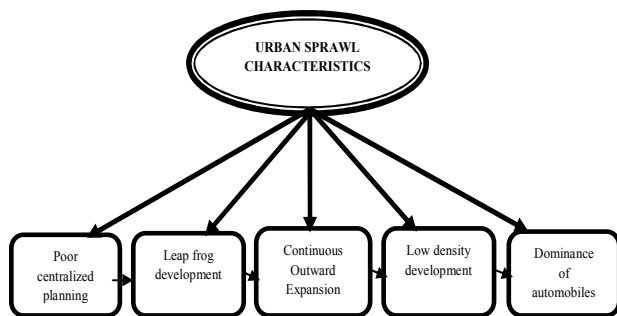 URBAN SPRAWL
CHARACTERISTICS
Poor
centralized
planning
Leap frog
development
Continuous
Outward
Expansion
Low density
development
Dominance
of
automobiles